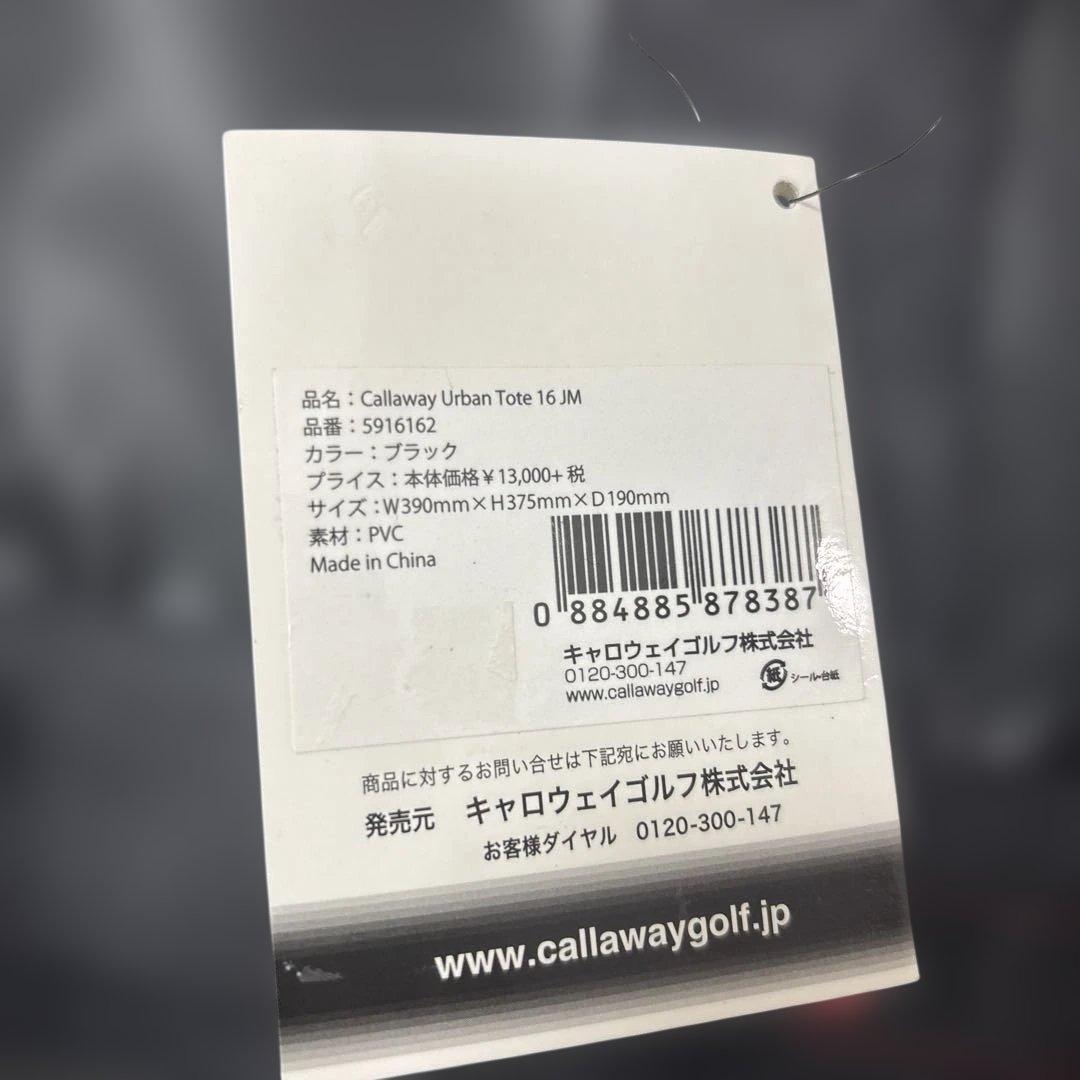 品名：Callaway Urban Tote 16 JM
品番：5916162
カラー：ブラック
プライス：本体価格￥13,000+ 税
サイズ：W390mm×H375mm×D190mm
素材：PVC
Made in China
0 884885 878387
キャロウェイゴルフ株式会社
0120-300-147
www.callawaygolf.jp
紙 シール・台紙
商品に対するお問い合せは下記宛にお願いいたします。
発売元 キャロウェイゴルフ株式会社
お客様ダイヤル 0120-300-147
www.callawaygolf.jp